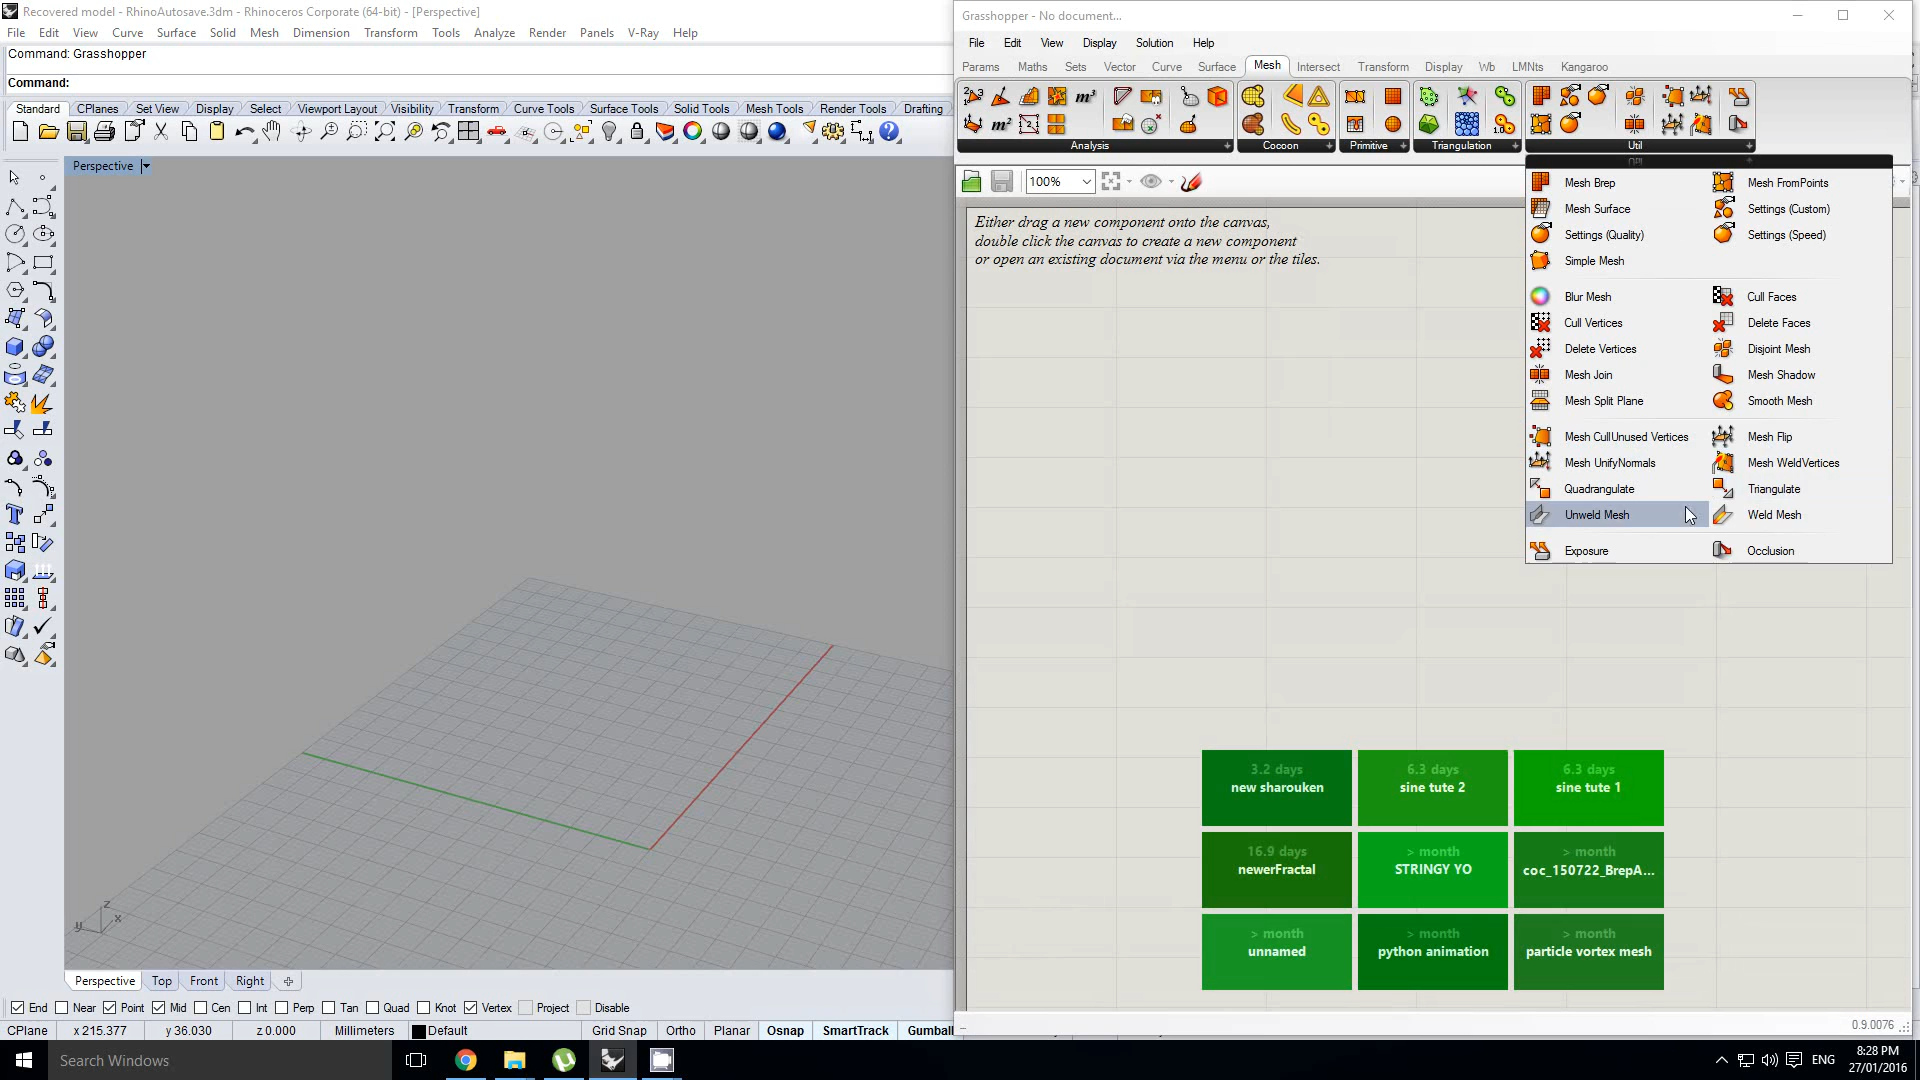 Recovered model - RhinoAutosave.3dm - Rhinoceros Corporate (64-bit) - [Perspective]
File Edit View Curve Surface Solid Mesh Dimension Transform Tools Analyze Render Panels V-Ray Help
Command: Grasshopper
Command:
Standard CPlanes Set View Display Select Viewport Layout Visibility Transform Curve Tools Surface Tools Solid Tools Mesh Tools Render Tools Drafting
Perspective
z
y x
Perspective Top Front Right
End Near Point Mid Cen Int Perp Tan Quad Knot Vertex Project Disable
CPlane x 215.377 y 36.030 z 0.000 Millimeters Default Grid Snap Ortho Planar Osnap SmartTrack Gumball
Grasshopper - No document...
File Edit View Display Solution Help
Params Maths Sets Vector Curve Surface Mesh Intersect Transform Display Wb LMNts Kangaroo
Analysis Cocoon Primitive Triangulation Util
100%
Either drag a new component onto the canvas,
double click the canvas to create a new component
or open an existing document via the menu or the tiles.
Mesh Brep Mesh FromPoints
Mesh Surface Settings (Custom)
Settings (Quality) Settings (Speed)
Simple Mesh
Blur Mesh Cull Faces
Cull Vertices Delete Faces
Delete Vertices Disjoint Mesh
Mesh Join Mesh Shadow
Mesh Split Plane Smooth Mesh
Mesh CullUnused Vertices Mesh Flip
Mesh UnifyNormals Mesh WeldVertices
Quadrangulate Triangulate
Unweld Mesh Weld Mesh
Exposure Occlusion
3.2 days
new sharouken
6.3 days
sine tute 2
6.3 days
sine tute 1
16.9 days
newerFractal
> month
STRINGY YO
> month
coc_150722_BrepA...
> month
unnamed
> month
python animation
> month
particle vortex mesh
0.9.0076
Search Windows
ENG
8:28 PM
27/01/2016